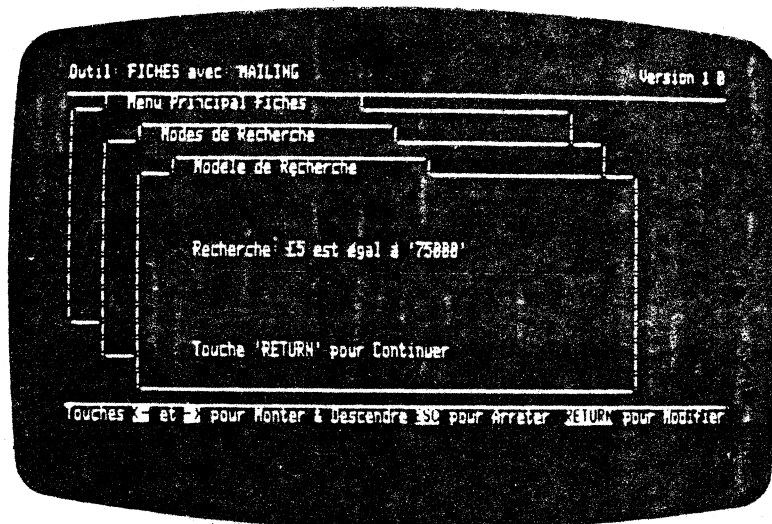 Outil: FICHES avec MAILING Version 1 0
Menu Principal Fiches
Modes de Recherche
Modèle de Recherche
Recherche: £5 est égal à '75000'
Touche 'RETURN' pour Continuer
Touches <- et -> pour Monter & Descendre ESC pour Arreter RETURN pour Modifier